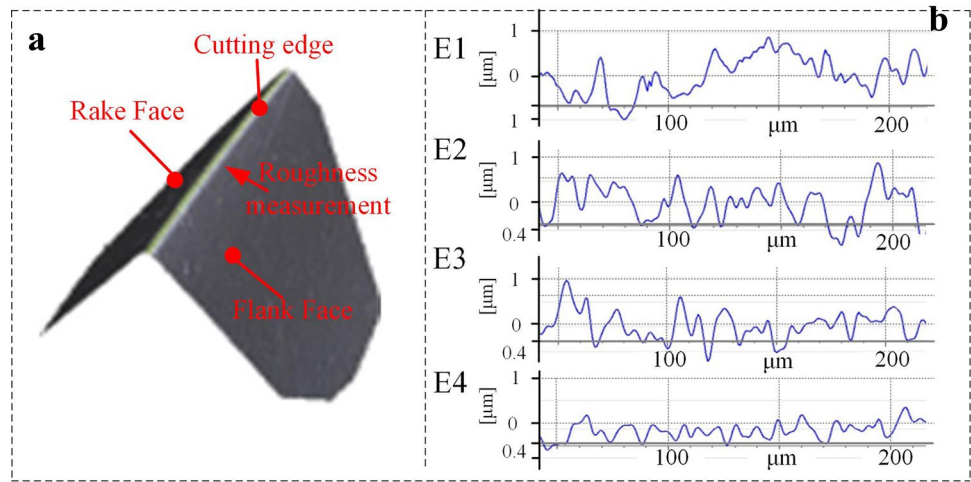 a
Cutting edge
Rake Face
Roughness
measurement
Flank Face
b
E1
[µm]
1
0
1
100
µm
200
E2
[µm]
1
0
0.4
100
µm
200
E3
[µm]
1
0
0.4
100
µm
200
E4
[µm]
1
0
0.4
100
µm
200